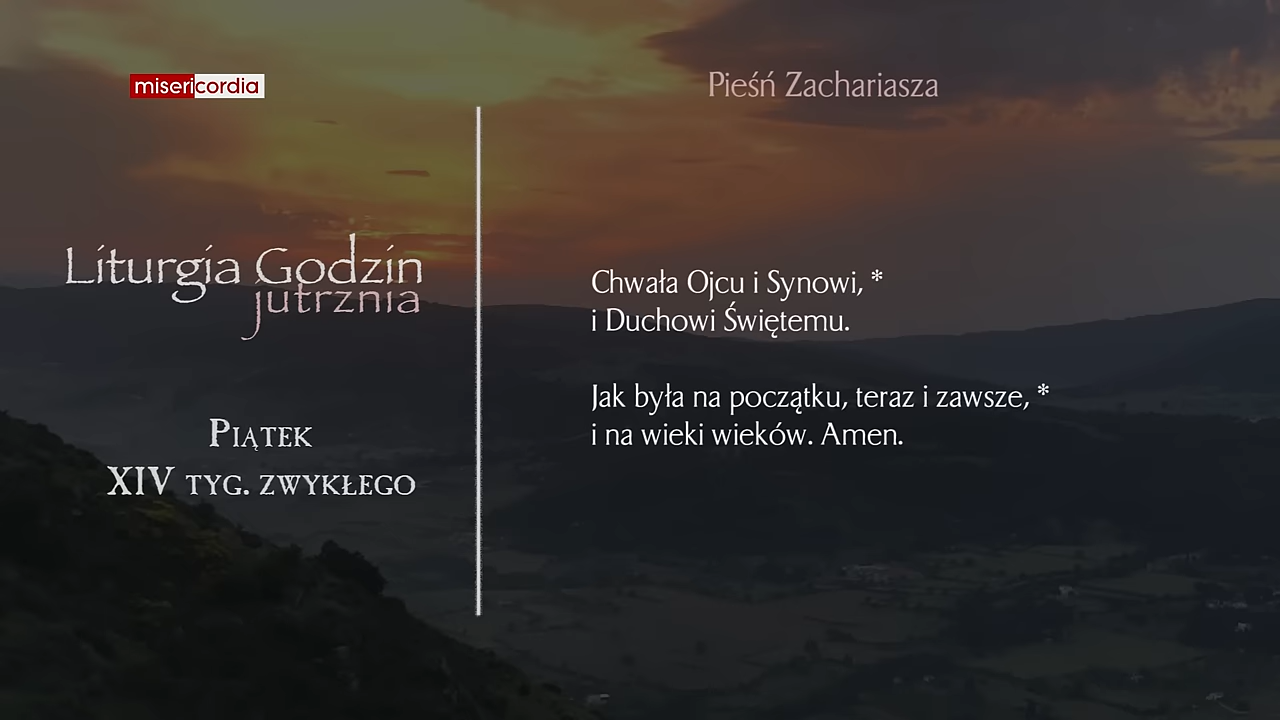 misericordia
Pieśń Zachariasza
Liturgia Godzin
jutrznia
Piątek
XIV tyg. zwykłego
Chwała Ojcu i Synowi, *
i Duchowi Świętemu.
Jak była na początku, teraz i zawsze, *
i na wieki wieków. Amen.